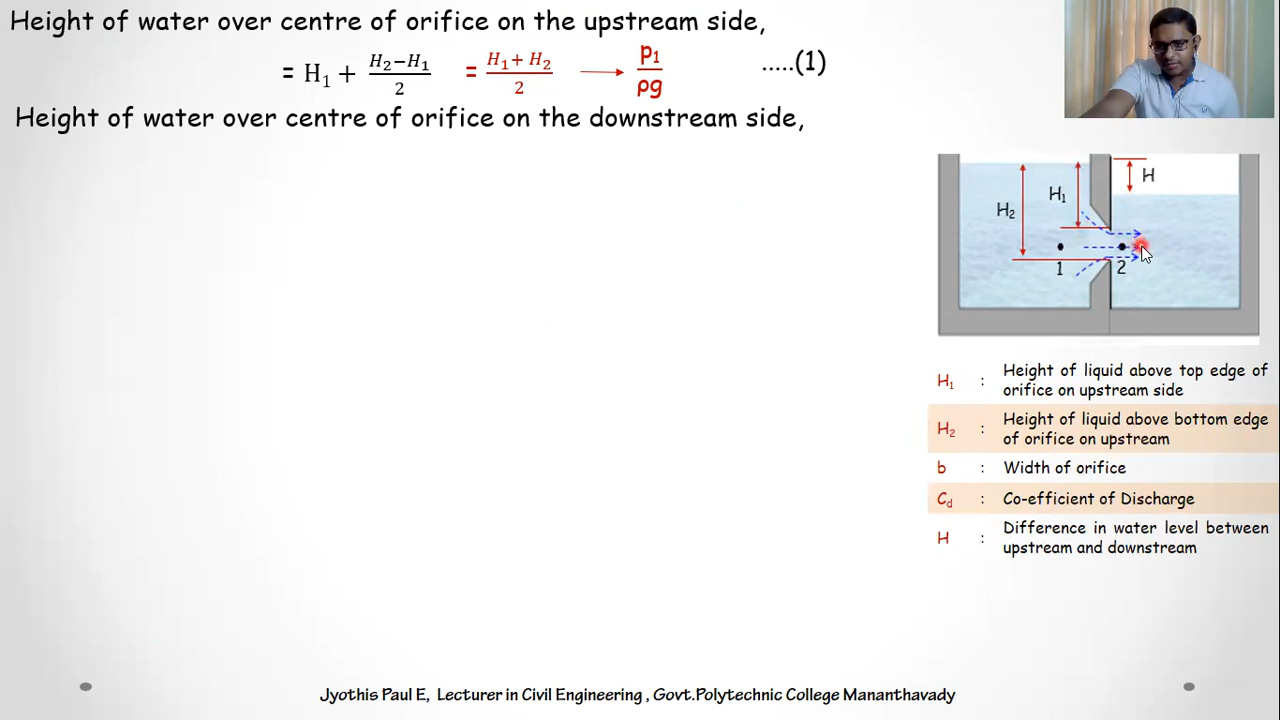 Height of water over centre of orifice on the upstream side,
= H₁ + (H₂−H₁)/2 = (H₁+ H₂)/2 → p₁/ρg .....(1)
Height of water over centre of orifice on the downstream side,
H
H₁
H₂
1
2
H₁ : Height of liquid above top edge of
orifice on upstream side
H₂ : Height of liquid above bottom edge
of orifice on upstream
b : Width of orifice
C_d : Co-efficient of Discharge
H : Difference in water level between
upstream and downstream
Jyothis Paul E, Lecturer in Civil Engineering , Govt.Polytechnic College Mananthavady